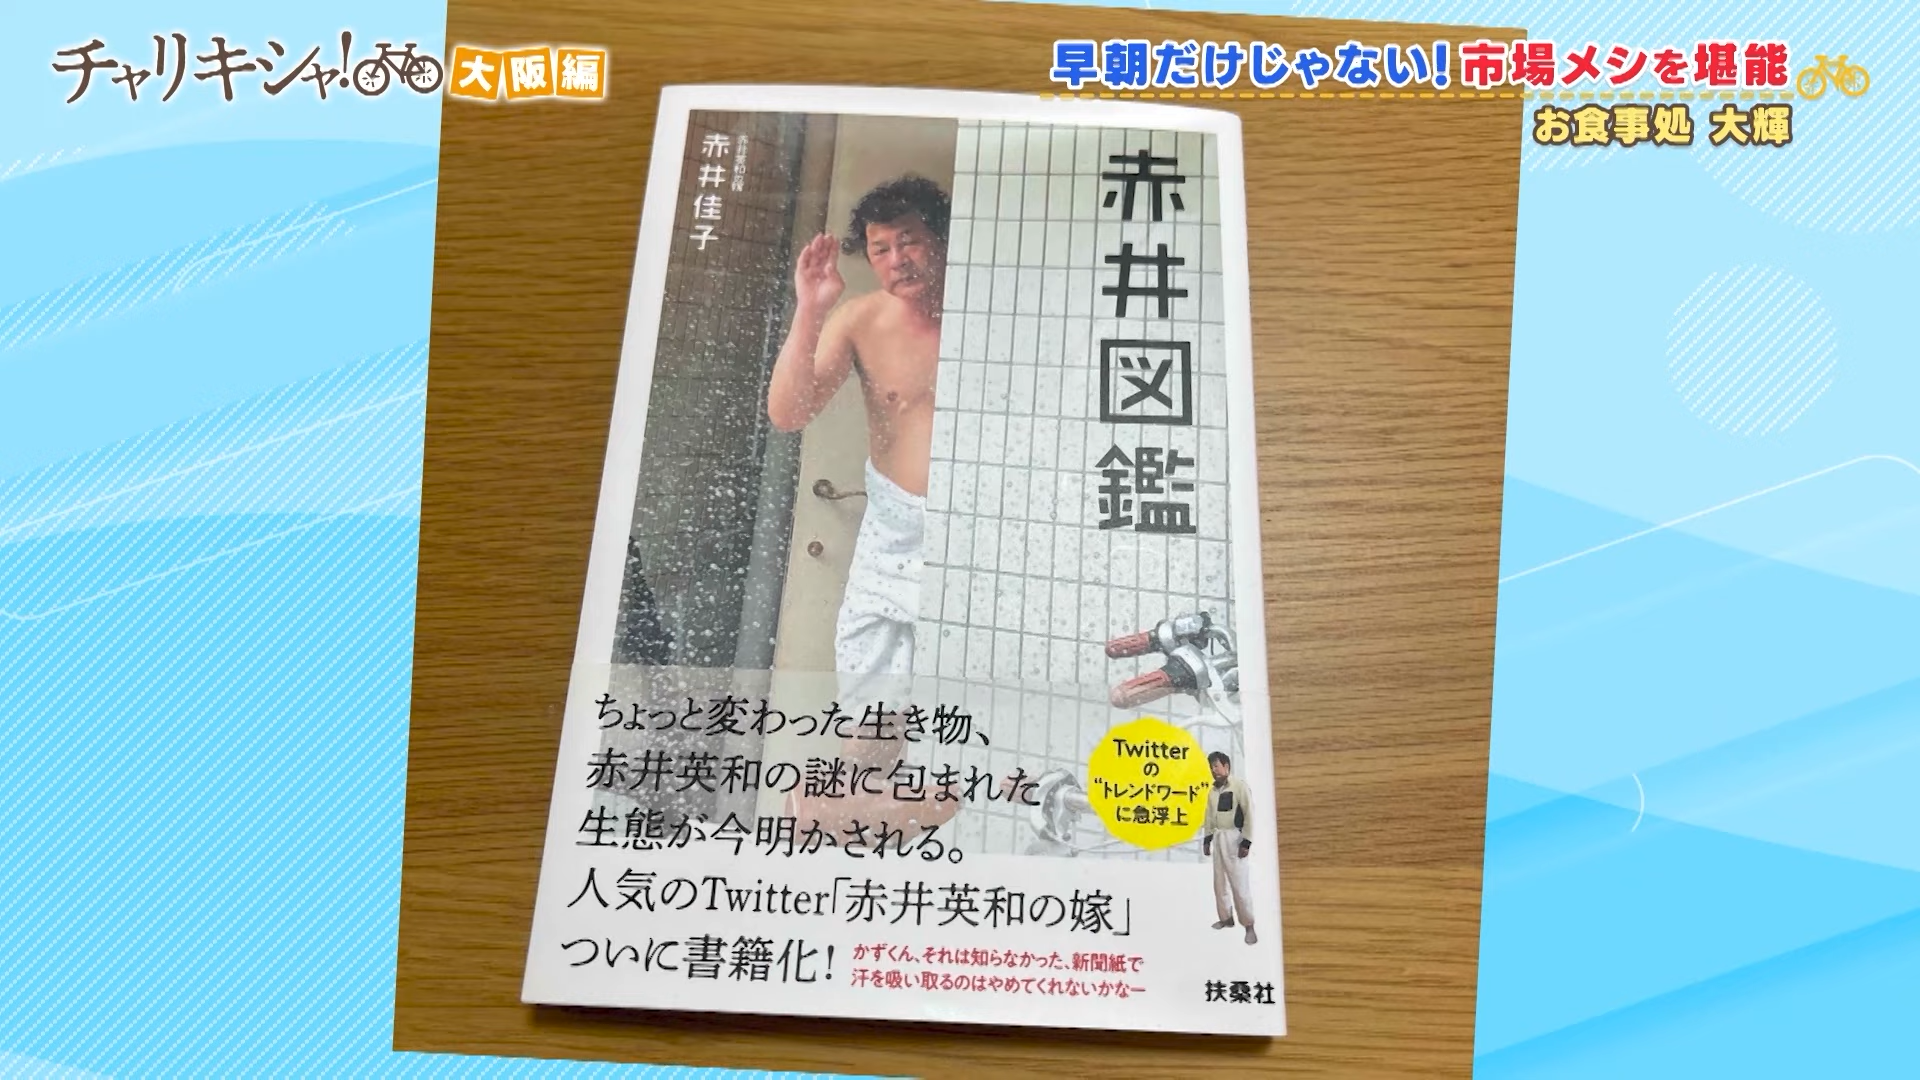 チャリキシャ!
大阪編
早朝だけじゃない!市場メシを堪能
お食事処 大輝
赤井図鑑
赤井英和監修
赤井佳子
ちょっと変わった生き物、
赤井英和の謎に包まれた
生態が今明かされる。
人気のTwitter「赤井英和の嫁」
ついに書籍化!
かずくん、それは知らなかった、新聞紙で
汗を吸い取るのはやめてくれないかなー
Twitter
の
“トレンドワード”
に急浮上
扶桑社